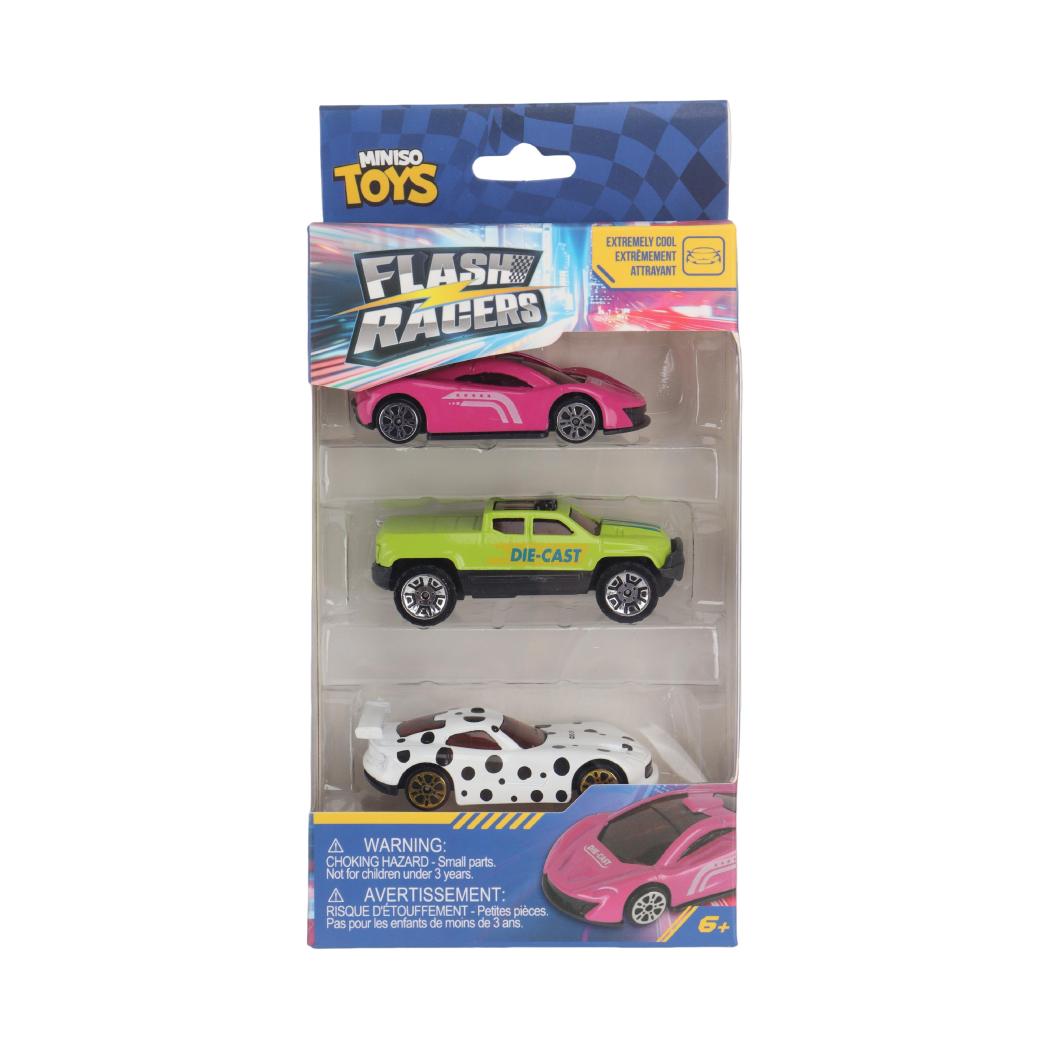 MINISO
TOYS
FLASH
RACERS
EXTREMELY COOL
EXTRÊMEMENT
ATTRAYANT
DIE-CAST
WARNING:
CHOKING HAZARD - Small parts.
Not for children under 3 years.
AVERTISSEMENT:
RISQUE D'ÉTOUFFEMENT - Petites pièces.
Pas pour les enfants de moins de 3 ans.
DIE-CAST
6+